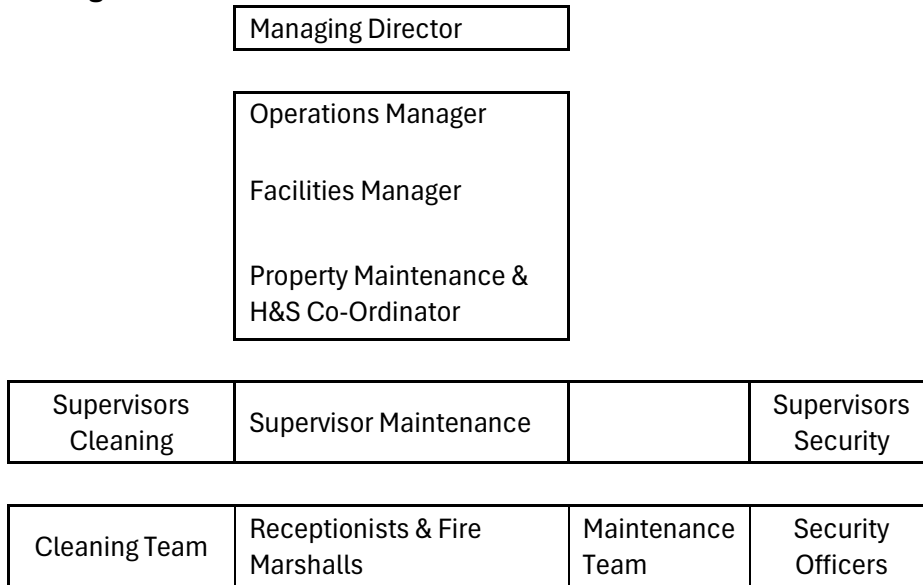 Managing Director
Operations Manager
Facilities Manager
Property Maintenance &
H&S Co-Ordinator
Supervisors
Cleaning
Supervisor Maintenance
Supervisors
Security
Cleaning Team
Receptionists & Fire
Marshalls
Maintenance
Team
Security
Officers